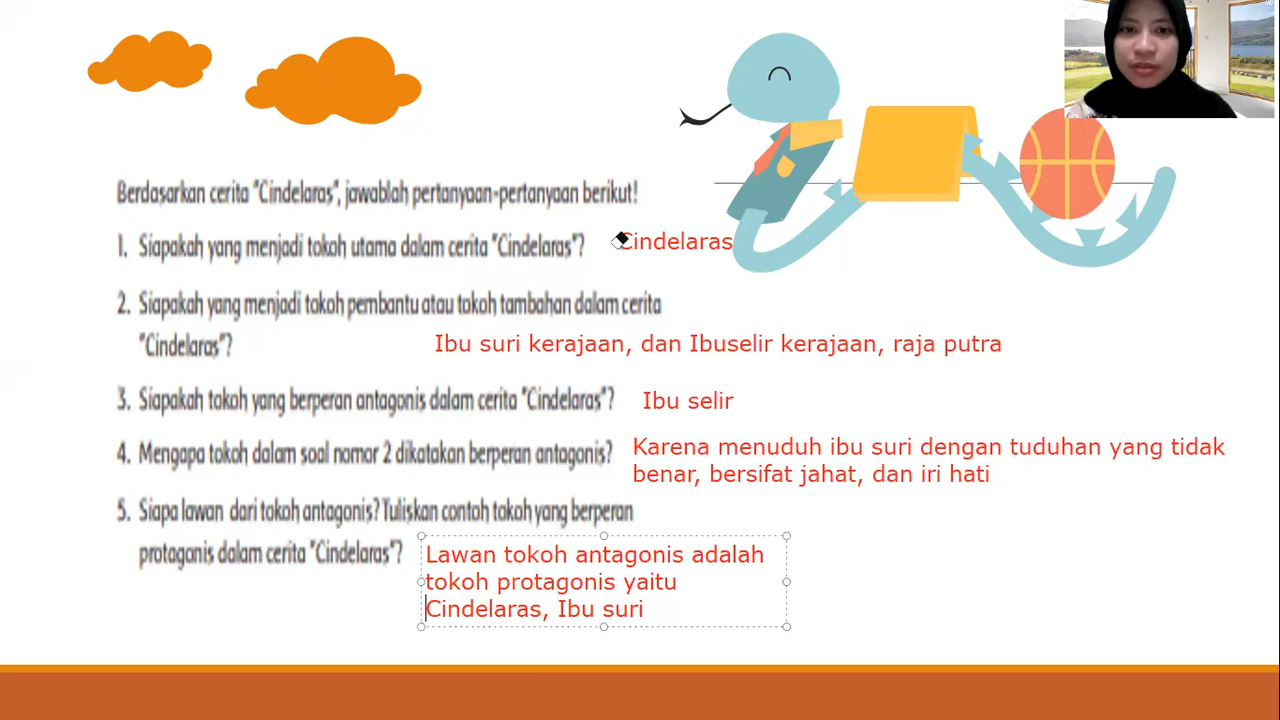 Berdasarkan cerita "Cindelaras", jawablah pertanyaan-pertanyaan berikut!
1. Siapakah yang menjadi tokoh utama dalam cerita "Cindelaras"? Cindelaras
2. Siapakah yang menjadi tokoh pembantu atau tokoh tambahan dalam cerita
"Cindelaras"? Ibu suri kerajaan, dan Ibuselir kerajaan, raja putra
3. Siapakah tokoh yang berperan antagonis dalam cerita "Cindelaras"? Ibu selir
4. Mengapa tokoh dalam soal nomor 2 dikatakan berperan antagonis? Karena menuduh ibu suri dengan tuduhan yang tidak
benar, bersifat jahat, dan iri hati
5. Siapa lawan dari tokoh antagonis? Tuliskan contoh tokoh yang berperan
protagonis dalam cerita "Cindelaras"?
Lawan tokoh antagonis adalah
tokoh protagonis yaitu
Cindelaras, Ibu suri